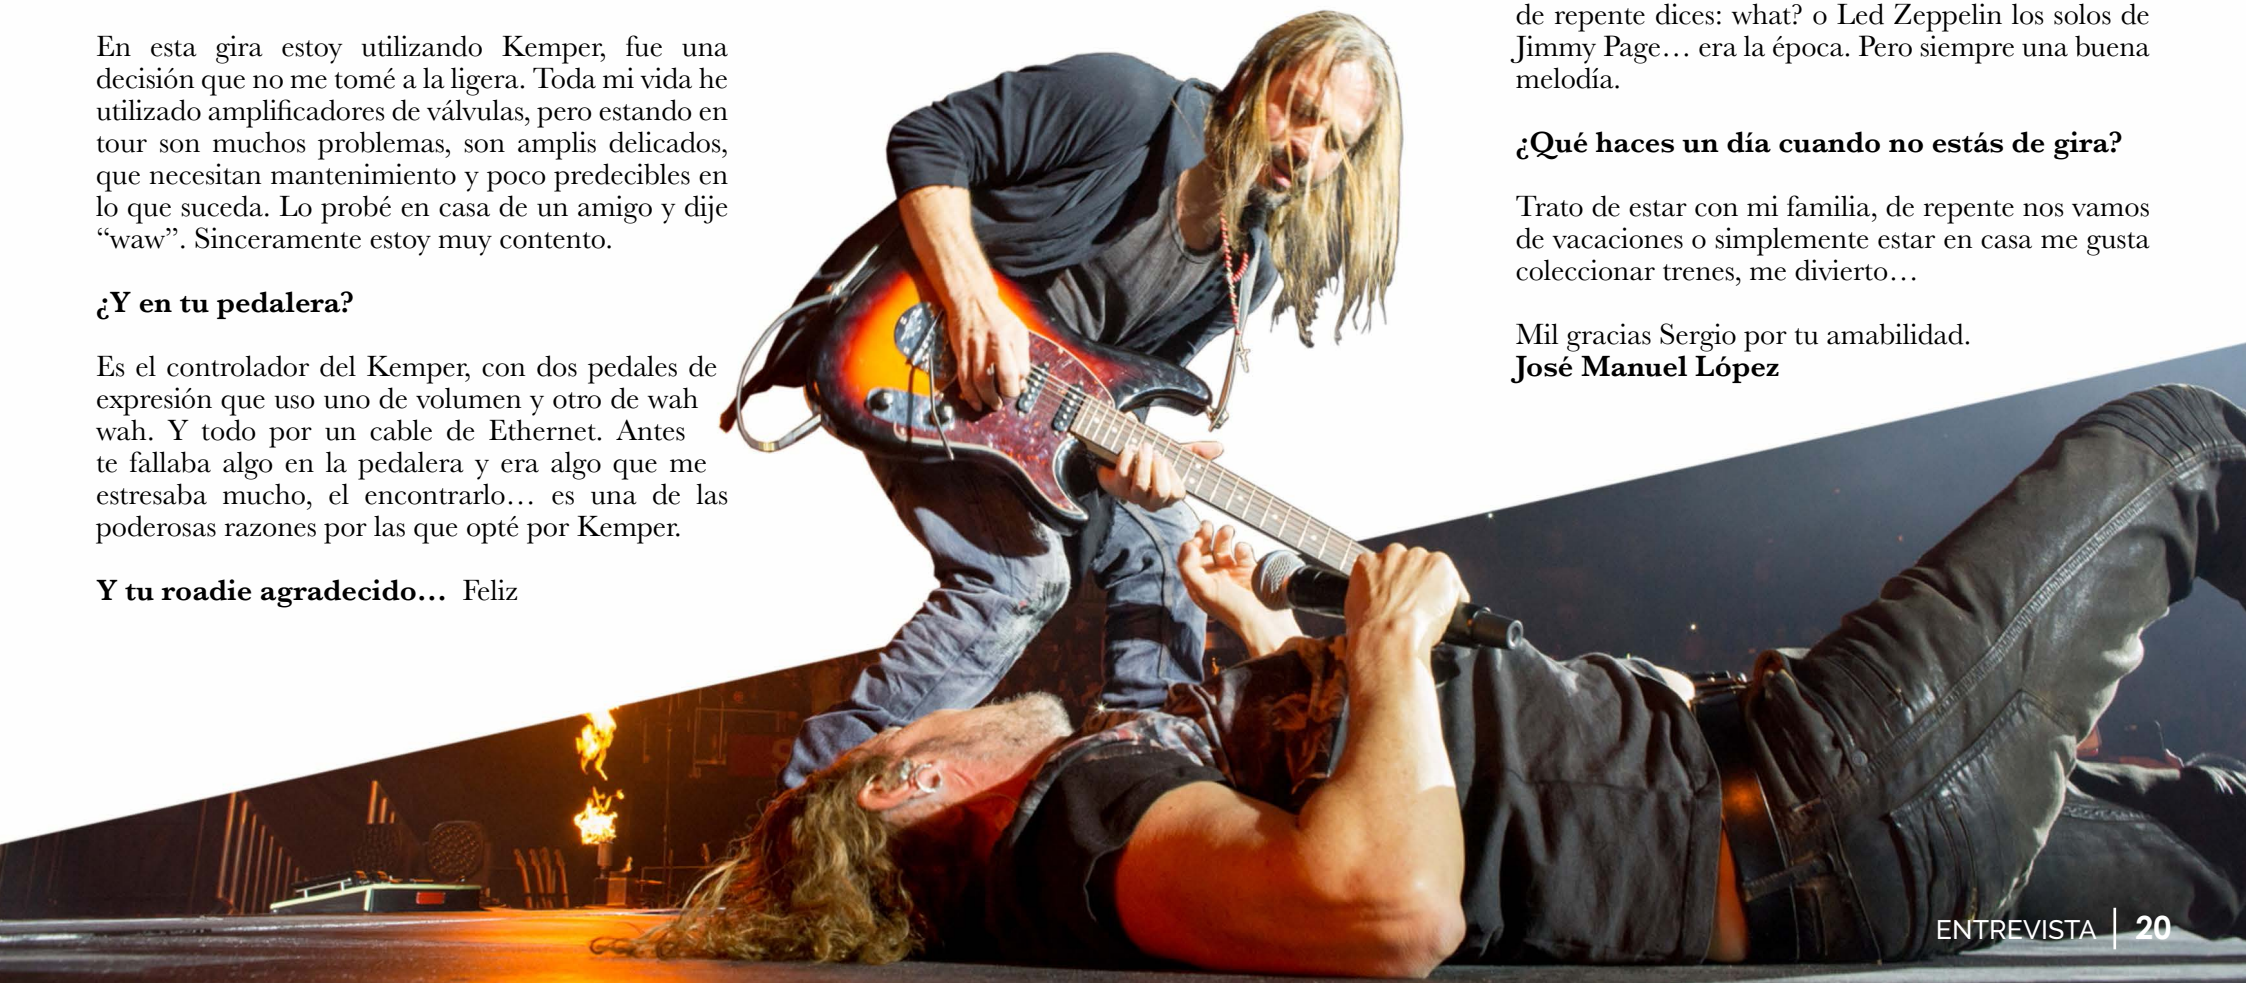 En esta gira estoy utilizando Kemper, fue una
decisión que no me tomé a la ligera. Toda mi vida he
utilizado amplificadores de válvulas, pero estando en
tour son muchos problemas, son amplis delicados,
que necesitan mantenimiento y poco predecibles en
lo que suceda. Lo probé en casa de un amigo y dije
“waw”. Sinceramente estoy muy contento.
¿Y en tu pedalera?
Es el controlador del Kemper, con dos pedales de
expresión que uso uno de volumen y otro de wah
wah. Y todo por un cable de Ethernet. Antes
te fallaba algo en la pedalera y era algo que me
estresaba mucho, el encontrarlo… es una de las
poderosas razones por las que opté por Kemper.
Y tu roadie agradecido… Feliz
de repente dices: what? o Led Zeppelin los solos de
Jimmy Page… era la época. Pero siempre una buena
melodía.
¿Qué haces un día cuando no estás de gira?
Trato de estar con mi familia, de repente nos vamos
de vacaciones o simplemente estar en casa me gusta
coleccionar trenes, me divierto…
Mil gracias Sergio por tu amabilidad.
José Manuel López
ENTREVISTA | 20